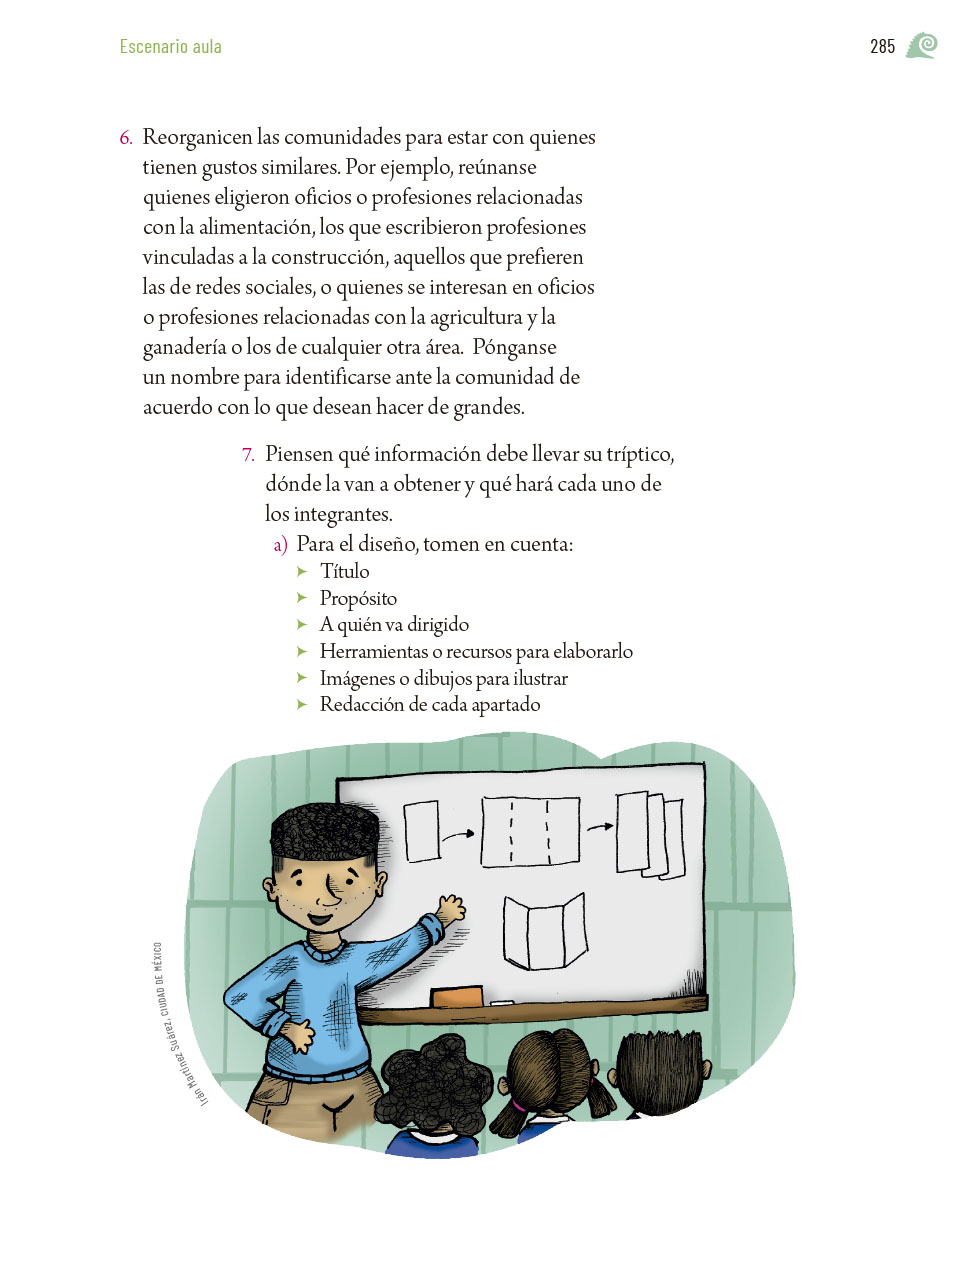 Escenario aula
285
6. Reorganicen las comunidades para estar con quienes
tienen gustos similares. Por ejemplo, reúnanse
quienes eligieron oficios o profesiones relacionadas
con la alimentación, los que escribieron profesiones
vinculadas a la construcción, aquellos que prefieren
las de redes sociales, o quienes se interesan en oficios
o profesiones relacionadas con la agricultura y la
ganadería o los de cualquier otra área. Pónganse
un nombre para identificarse ante la comunidad de
acuerdo con lo que desean hacer de grandes.
7. Piensen qué información debe llevar su tríptico,
dónde la van a obtener y qué hará cada uno de
los integrantes.
a) Para el diseño, tomen en cuenta:
➤ Título
➤ Propósito
➤ A quién va dirigido
➤ Herramientas o recursos para elaborarlo
➤ Imágenes o dibujos para ilustrar
➤ Redacción de cada apartado
Irán Martínez Suárez, CIUDAD DE MÉXICO